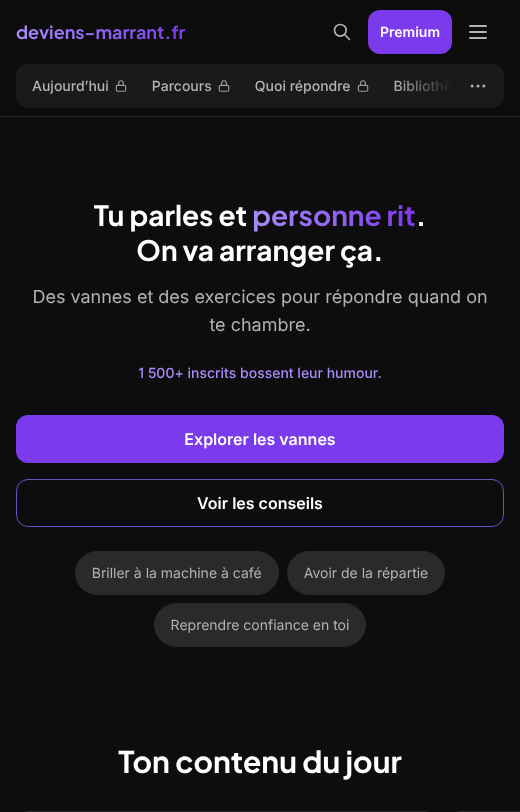 deviens-marrant.fr
Premium
Aujourd'hui
Parcours
Quoi répondre
Biblioth
Tu parles et personne rit.
On va arranger ça.
Des vannes et des exercices pour répondre quand on
te chambre.
1 500+ inscrits bossent leur humour.
Explorer les vannes
Voir les conseils
Briller à la machine à café
Avoir de la répartie
Reprendre confiance en toi
Ton contenu du jour